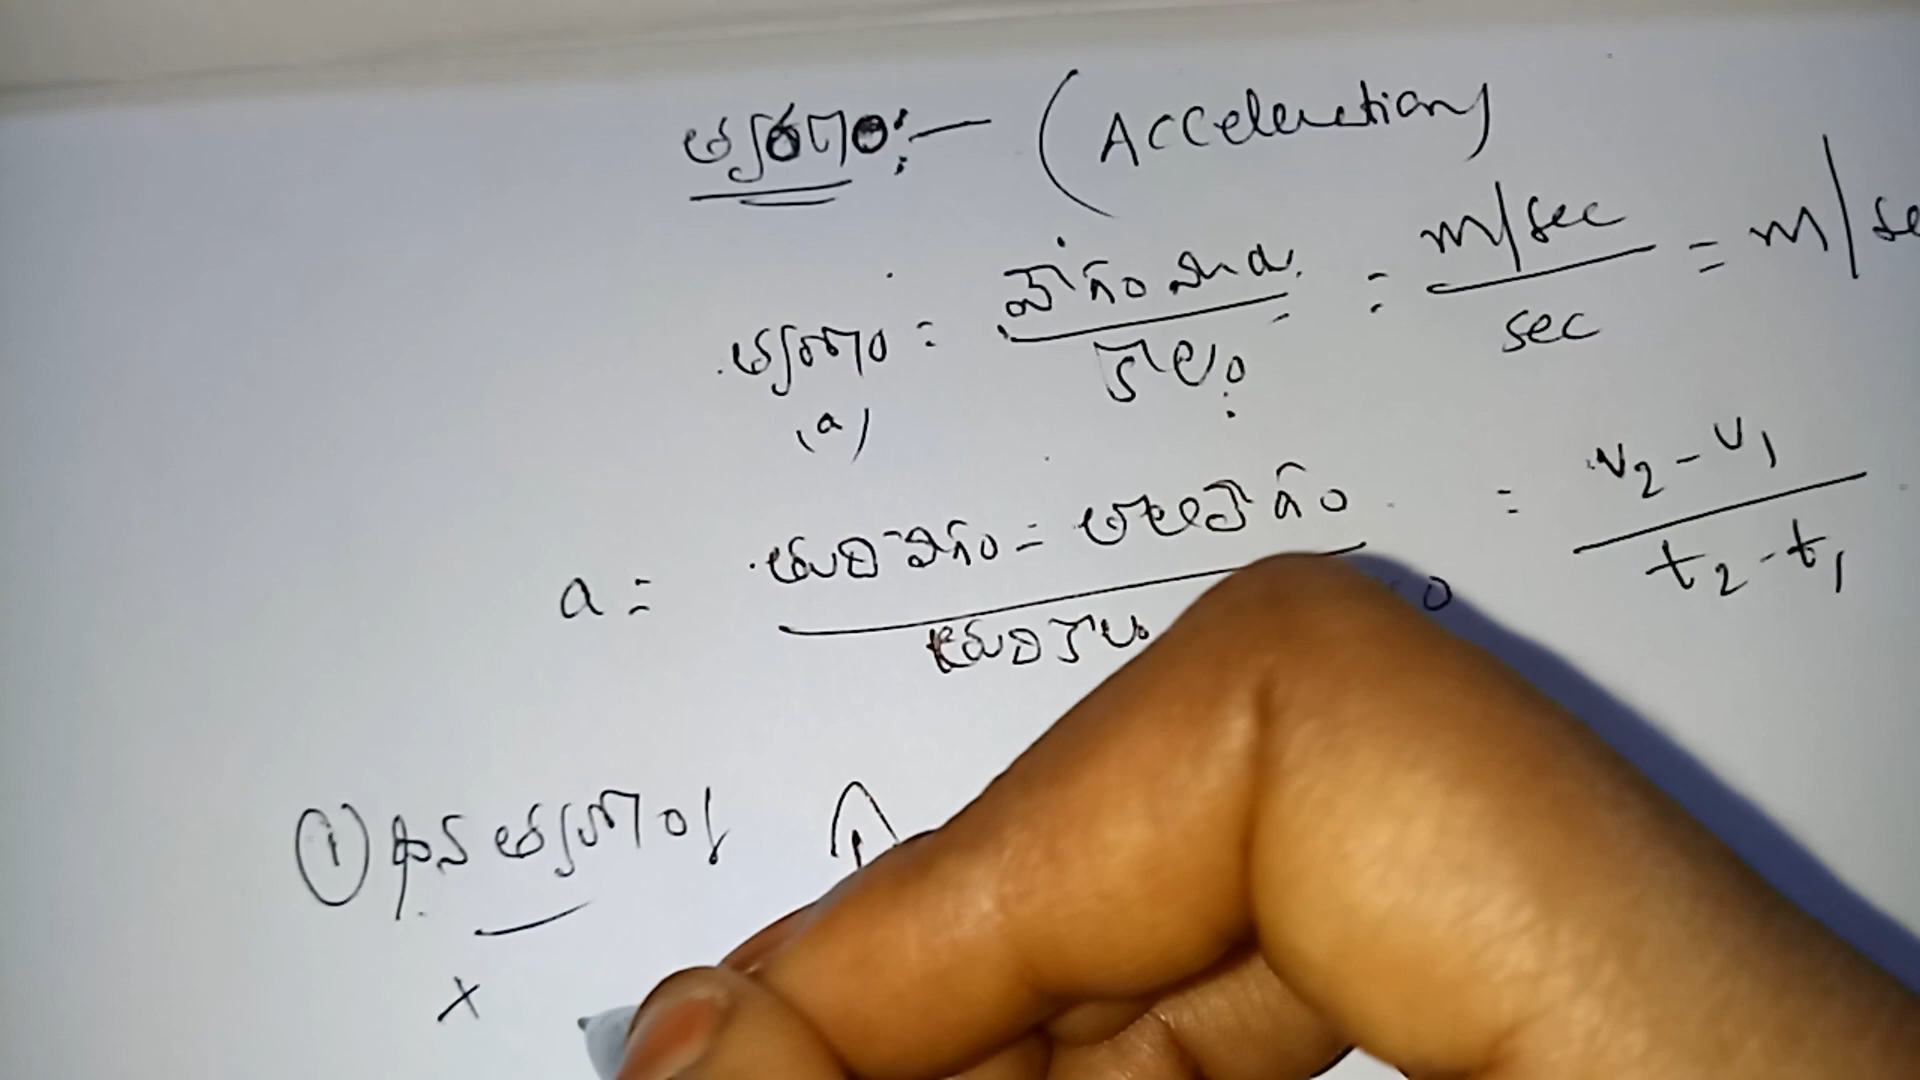 త్వరణం:- (Acceleration)
త్వరణం = వేగం మార్పు / కాలం = m/sec / sec = m/se
(a)
a = తుదివేగం - తొలివేగం / తుదికాలం = v2 - v1 / t2 - t1
① ధన త్వరణం
x